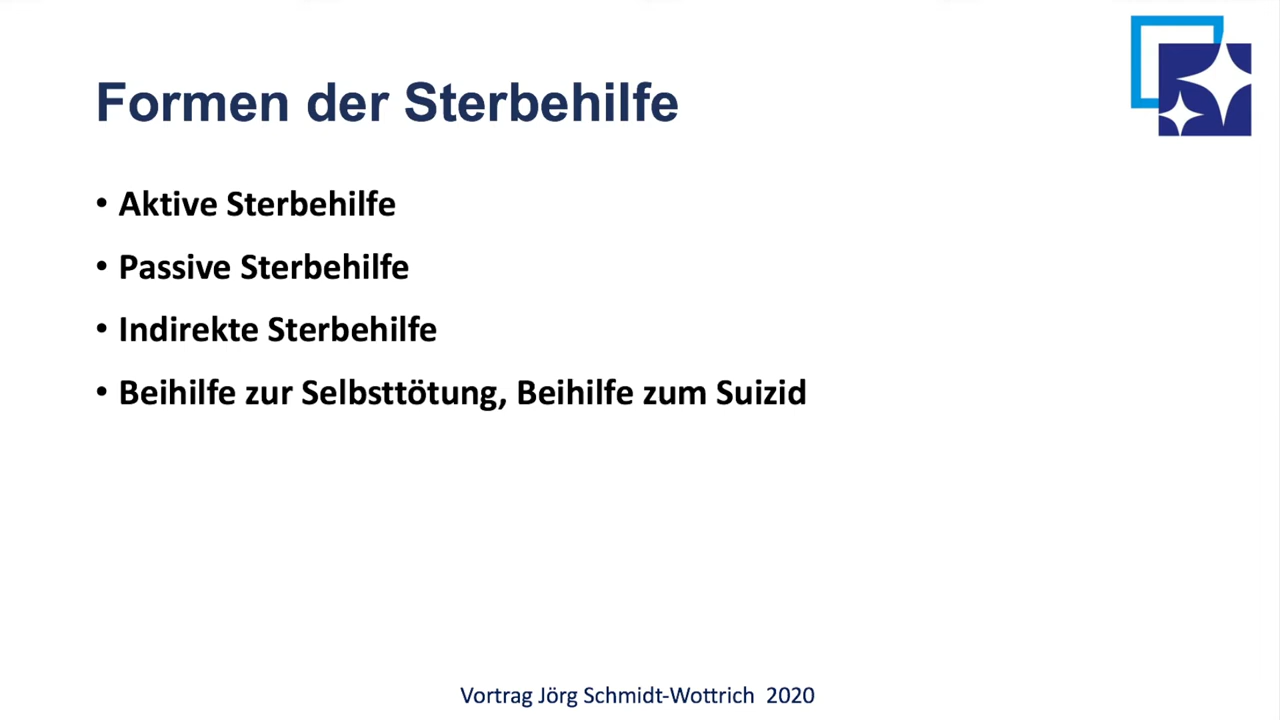 Formen der Sterbehilfe
• Aktive Sterbehilfe
• Passive Sterbehilfe
• Indirekte Sterbehilfe
• Beihilfe zur Selbsttötung, Beihilfe zum Suizid
Vortrag Jörg Schmidt-Wottrich 2020